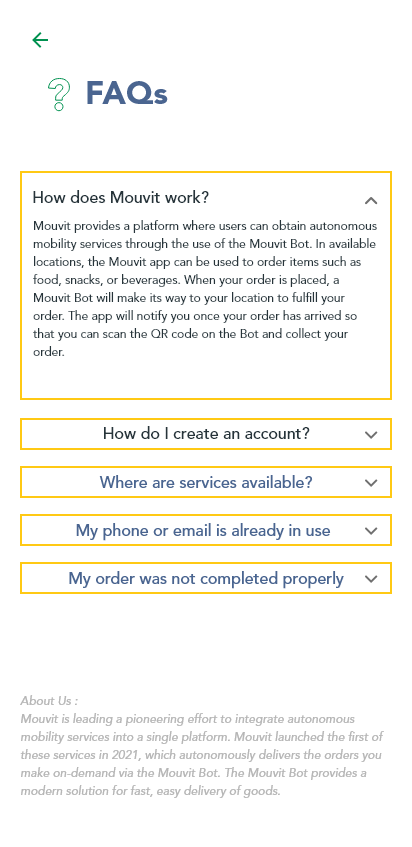 FAQs
How does Mouvit work?
Mouvit provides a platform where users can obtain autonomous
mobility services through the use of the Mouvit Bot. In available
locations, the Mouvit app can be used to order items such as
food, snacks, or beverages. When your order is placed, a
Mouvit Bot will make its way to your location to fulfill your
order. The app will notify you once your order has arrived so
that you can scan the QR code on the Bot and collect your
order.
How do I create an account?
Where are services available?
My phone or email is already in use
My order was not completed properly
About Us :
Mouvit is leading a pioneering effort to integrate autonomous
mobility services into a single platform. Mouvit launched the first of
these services in 2021, which autonomously delivers the orders you
make on-demand via the Mouvit Bot. The Mouvit Bot provides a
modern solution for fast, easy delivery of goods.